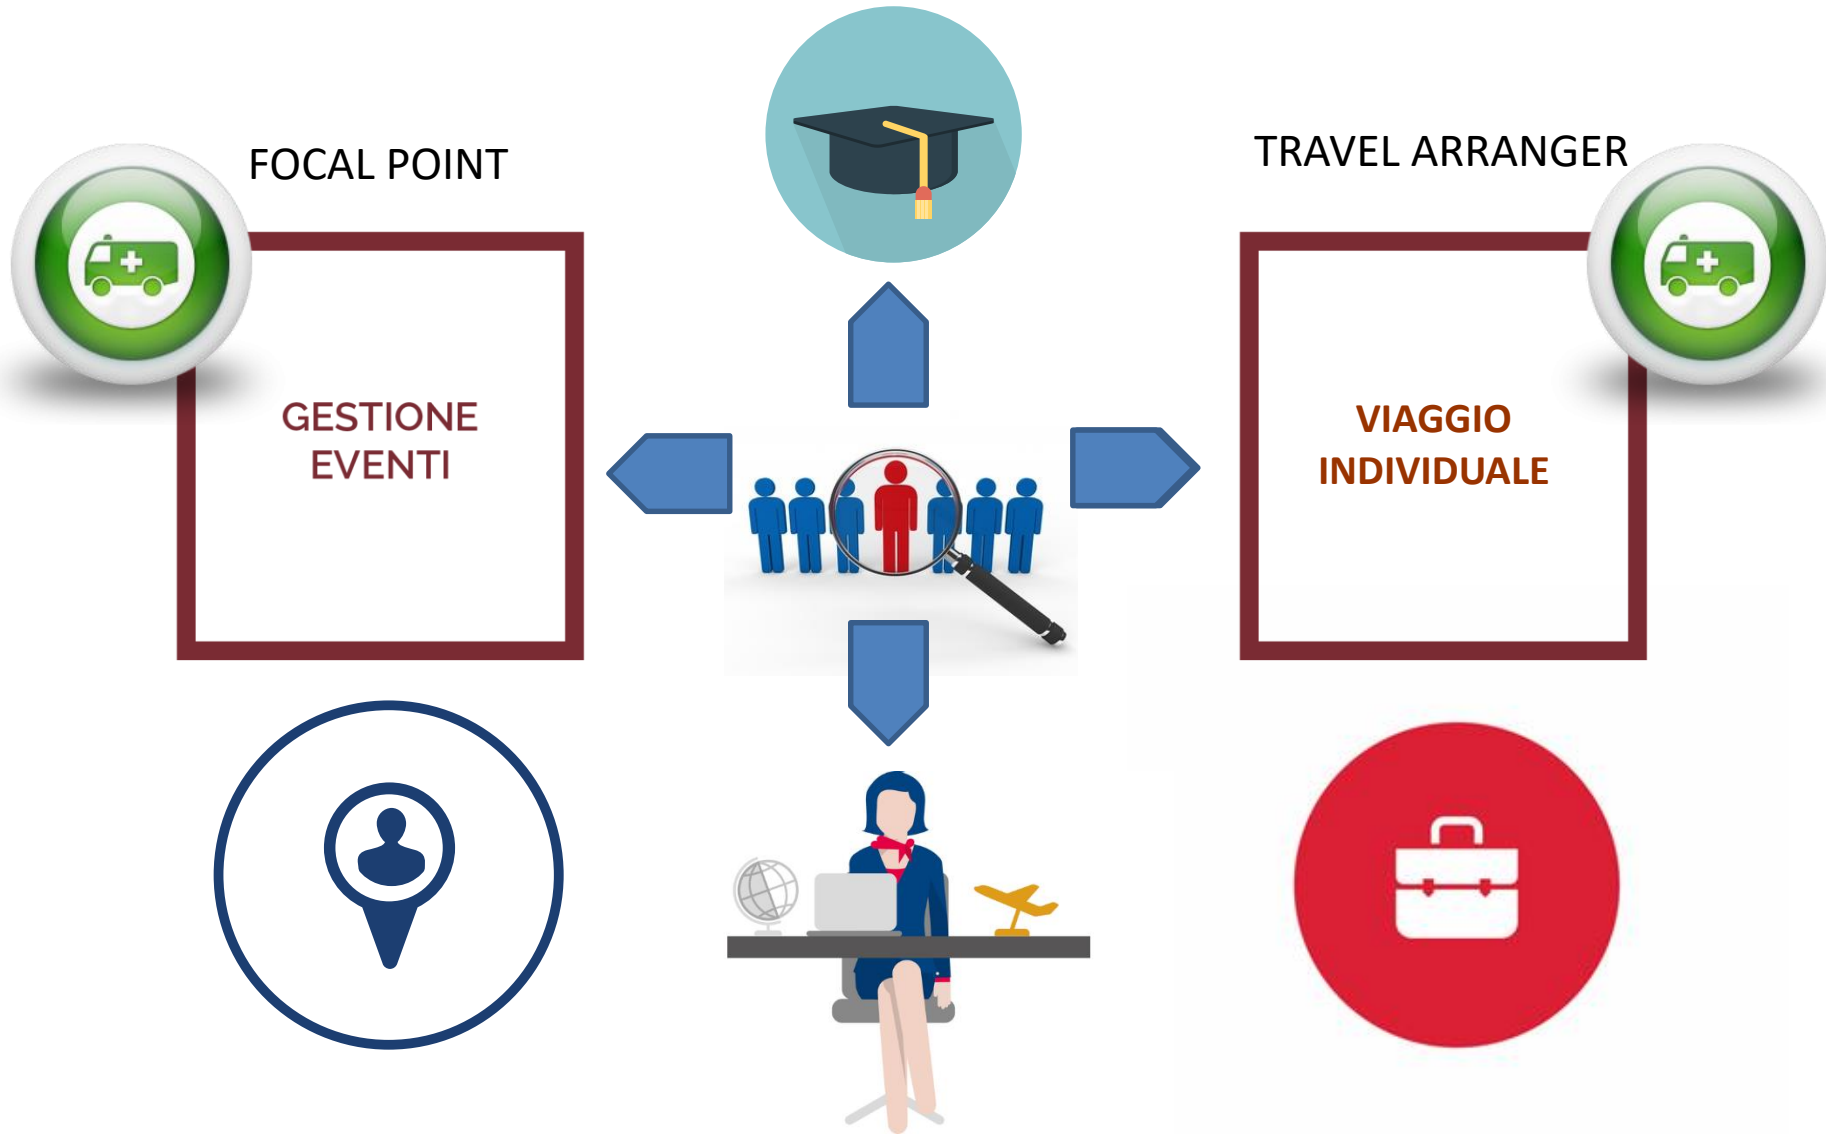 FOCAL POINT
TRAVEL ARRANGER
GESTIONE
EVENTI
VIAGGIO
INDIVIDUALE